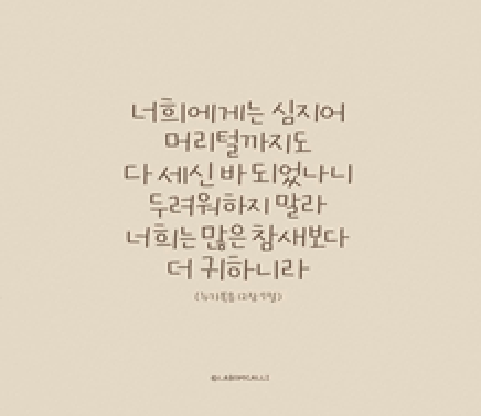 너희에게는 심지어
머리털까지도
다 세신 바 되었나니
두려워하지 말라
너희는 많은 참새보다
더 귀하니라
(누가복음 12장 7절)